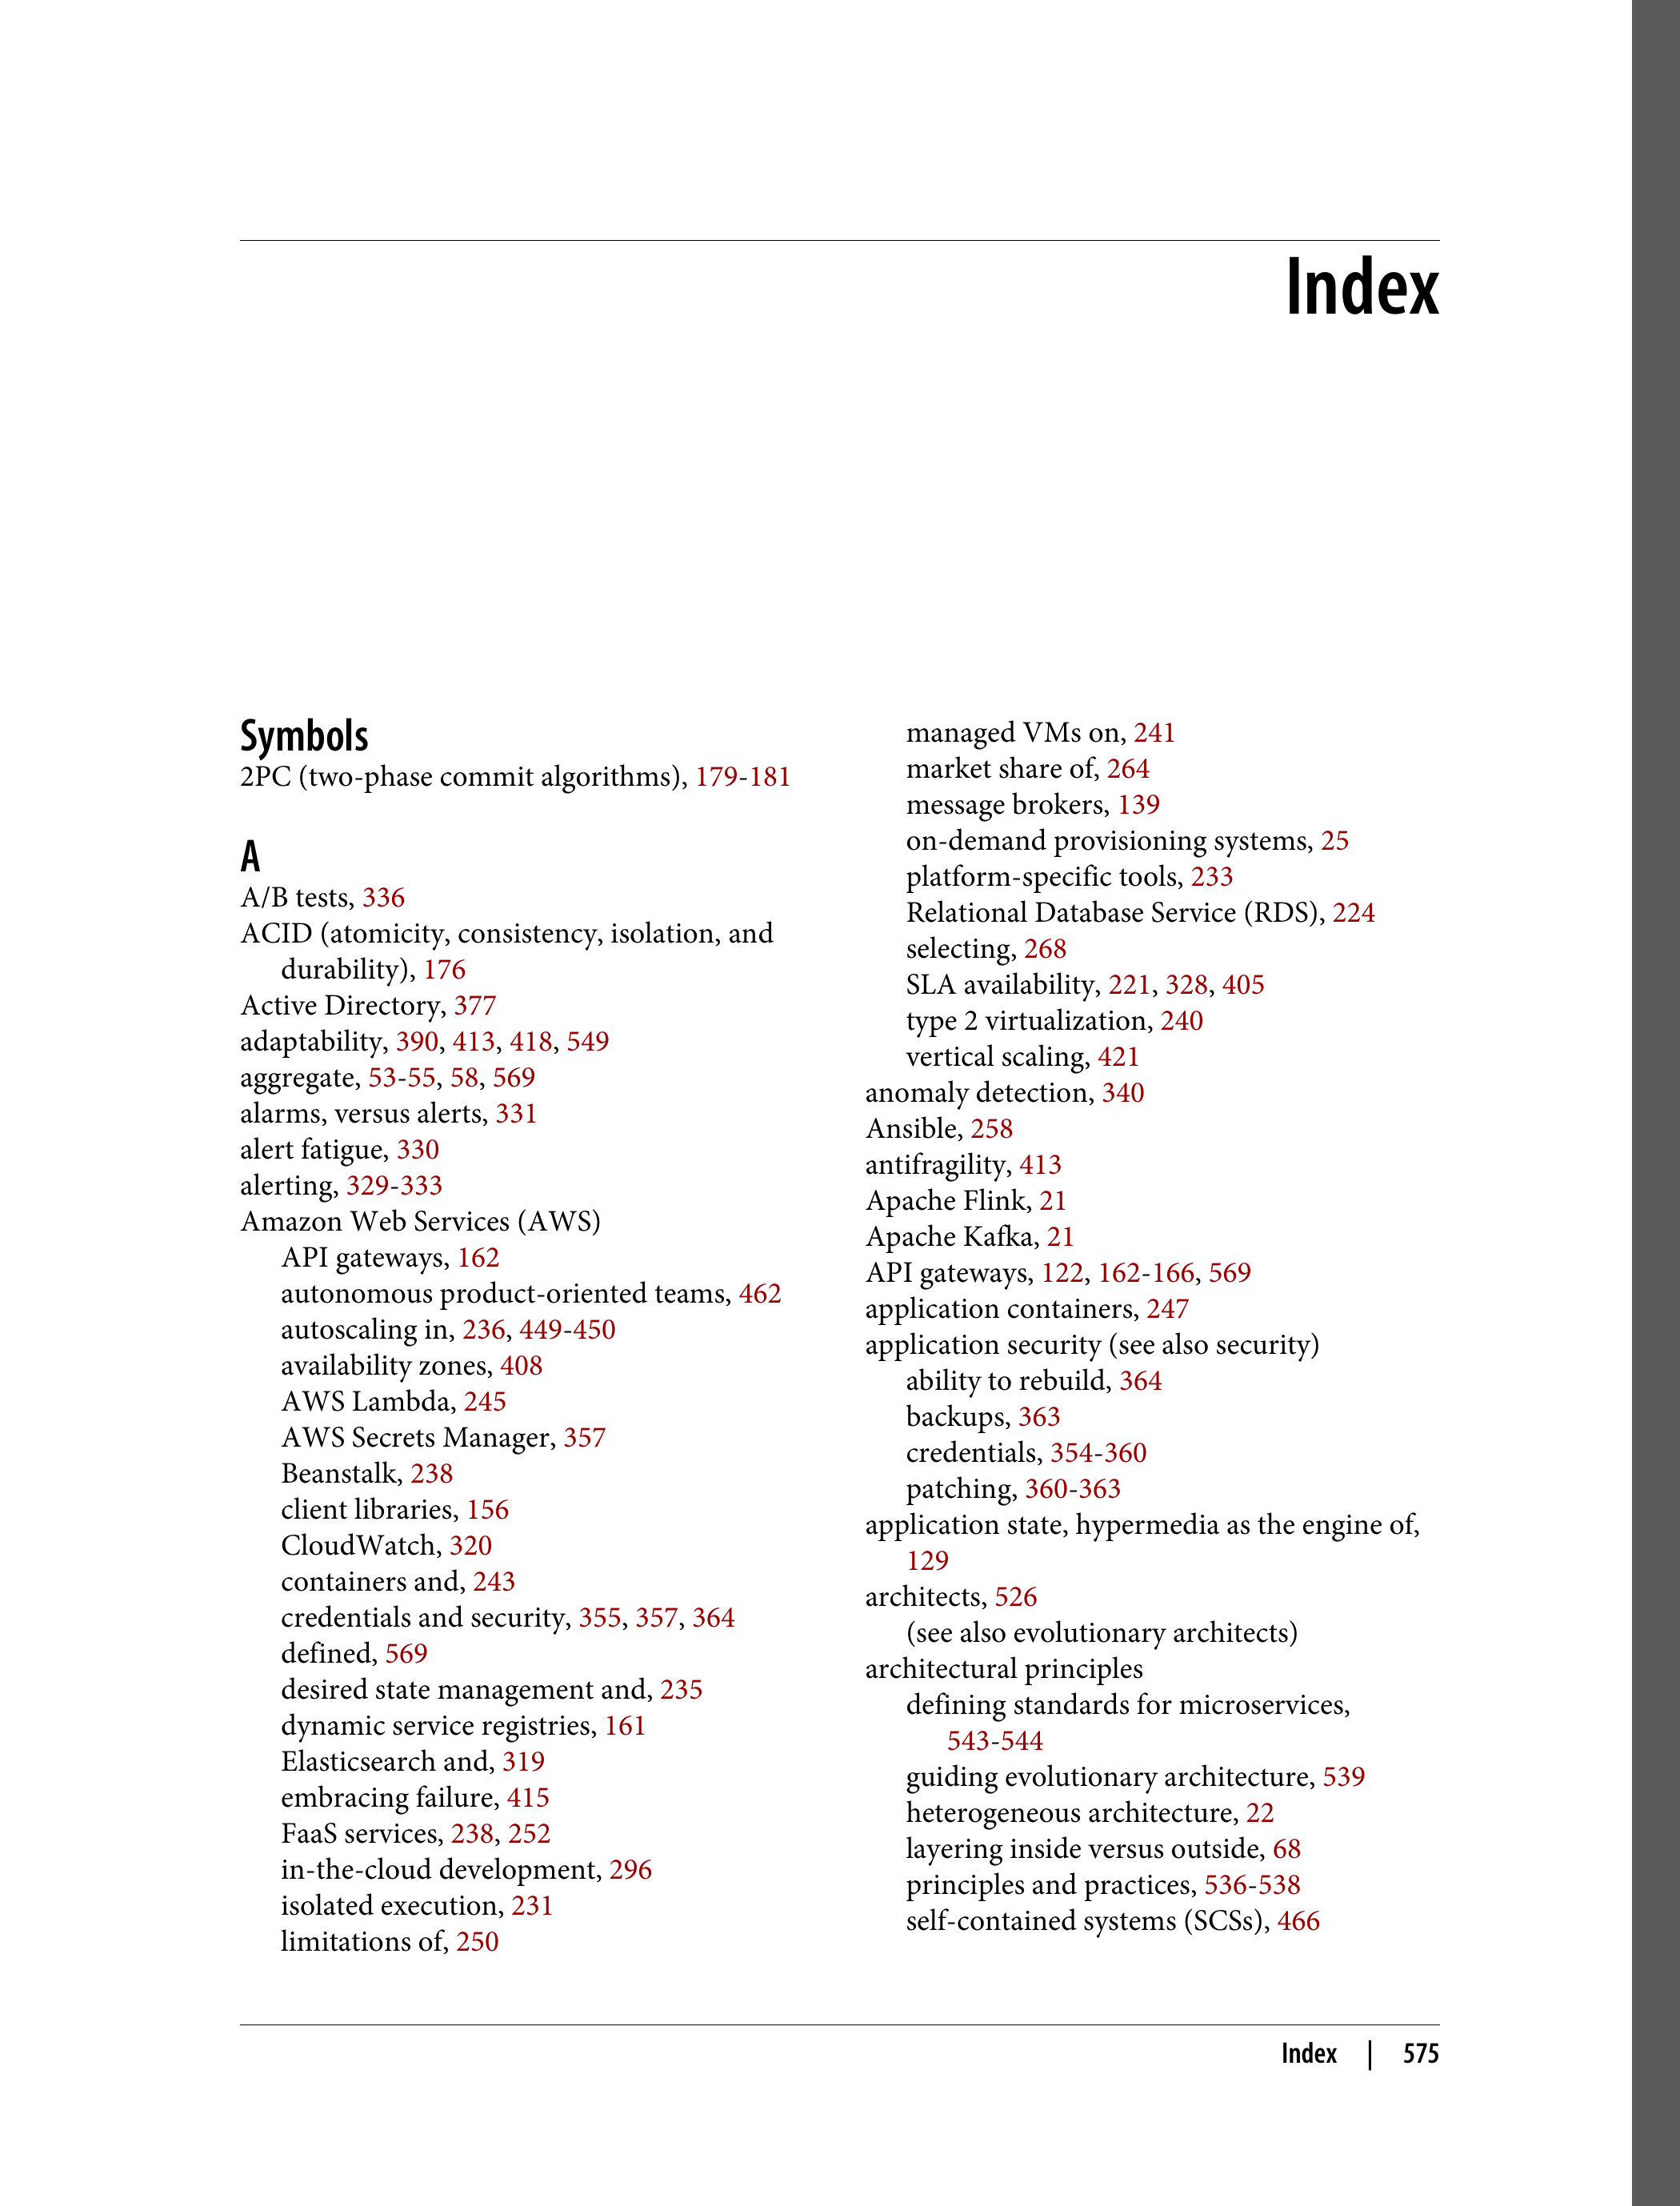 Index
Symbols
2PC (two-phase commit algorithms), 179-181
A
A/B tests, 336
ACID (atomicity, consistency, isolation, and
durability), 176
Active Directory, 377
adaptability, 390, 413, 418, 549
aggregate, 53-55, 58, 569
alarms, versus alerts, 331
alert fatigue, 330
alerting, 329-333
Amazon Web Services (AWS)
API gateways, 162
autonomous product-oriented teams, 462
autoscaling in, 236, 449-450
availability zones, 408
AWS Lambda, 245
AWS Secrets Manager, 357
Beanstalk, 238
client libraries, 156
CloudWatch, 320
containers and, 243
credentials and security, 355, 357, 364
defined, 569
desired state management and, 235
dynamic service registries, 161
Elasticsearch and, 319
embracing failure, 415
FaaS services, 238, 252
in-the-cloud development, 296
isolated execution, 231
limitations of, 250
managed VMs on, 241
market share of, 264
message brokers, 139
on-demand provisioning systems, 25
platform-specific tools, 233
Relational Database Service (RDS), 224
selecting, 268
SLA availability, 221, 328, 405
type 2 virtualization, 240
vertical scaling, 421
anomaly detection, 340
Ansible, 258
antifragility, 413
Apache Flink, 21
Apache Kafka, 21
API gateways, 122, 162-166, 569
application containers, 247
application security (see also security)
ability to rebuild, 364
backups, 363
credentials, 354-360
patching, 360-363
application state, hypermedia as the engine of,
129
architects, 526
(see also evolutionary architects)
architectural principles
defining standards for microservices,
543-544
guiding evolutionary architecture, 539
heterogeneous architecture, 22
layering inside versus outside, 68
principles and practices, 536-538
self-contained systems (SCSs), 466
Index | 575